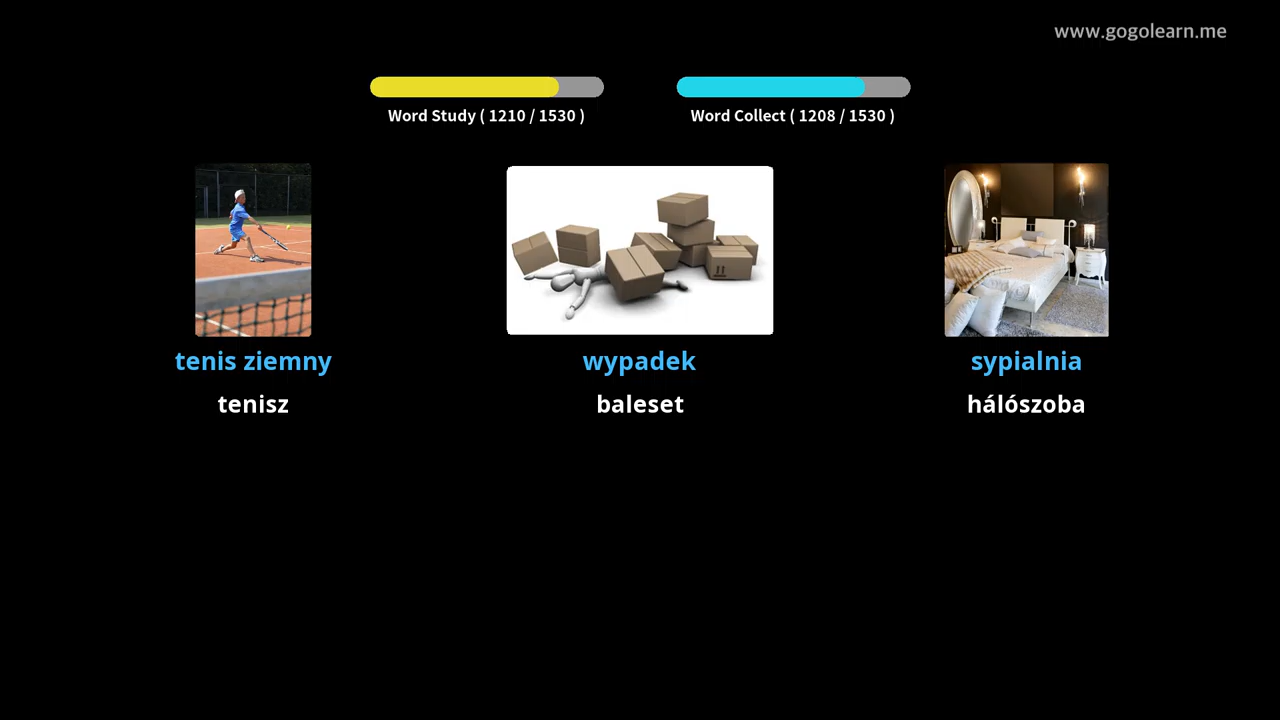 www.gogolearn.me
Word Study ( 1210 / 1530 )
Word Collect ( 1208 / 1530 )
tenis ziemny
tenisz
wypadek
baleset
sypialnia
hálószoba